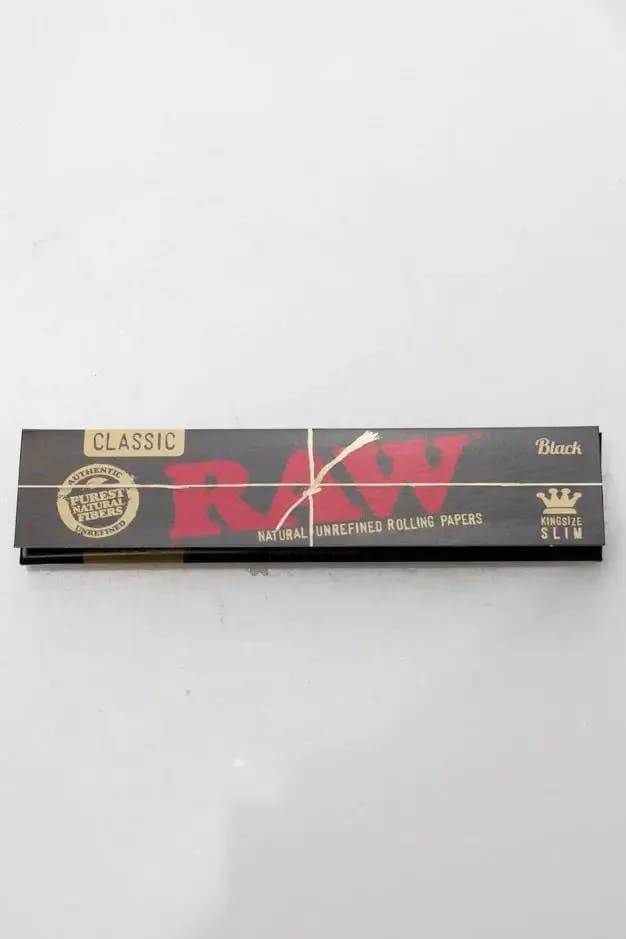 CLASSIC
AUTHENTIC
PUREST
NATURAL
FIBERS
UNREFINED
RAW
NATURAL UNREFINED ROLLING PAPERS
Black
KINGSIZE
SLIM